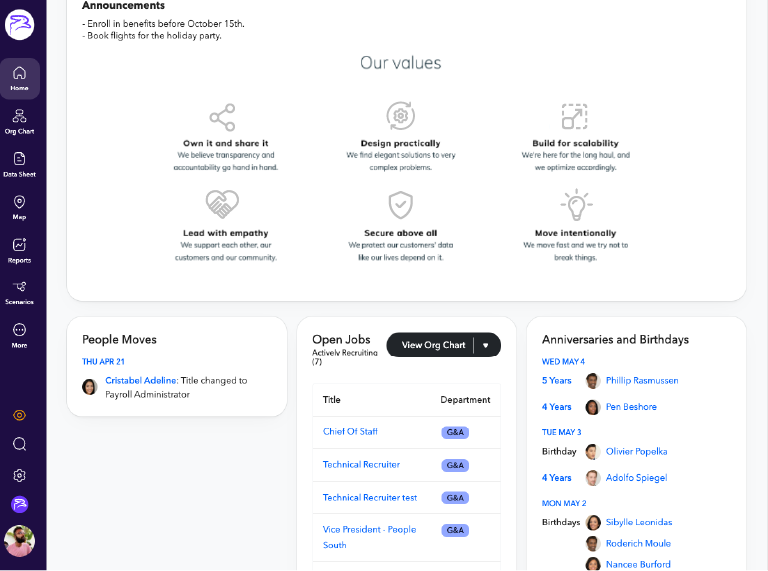 Announcements
- Enroll in benefits before October 15th.
- Book flights for the holiday party.
Our values
Own it and share it
We believe transparency and
accountability go hand in hand.
Design practically
We find elegant solutions to very
complex problems.
Build for scalability
We're here for the long haul, and
we optimize accordingly.
Lead with empathy
We support each other, our
customers and our community.
Secure above all
We protect our customers' data
like our lives depend on it.
Move intentionally
We move fast and we try not to
break things.
Home
Org Chart
Data Sheet
Map
Reports
Scenarios
More
People Moves
THU APR 21
Cristabel Adeline: Title changed to
Payroll Administrator
Open Jobs
Actively Recruiting
(7)
View Org Chart
Title Department
Chief Of Staff G&A
Technical Recruiter G&A
Technical Recruiter test G&A
Vice President - People G&A
South
Anniversaries and Birthdays
WED MAY 4
5 Years Phillip Rasmussen
4 Years Pen Beshore
TUE MAY 3
Birthday Olivier Popelka
4 Years Adolfo Spiegel
MON MAY 2
Birthdays Sibylle Leonidas
Roderich Moule
Nancee Burford